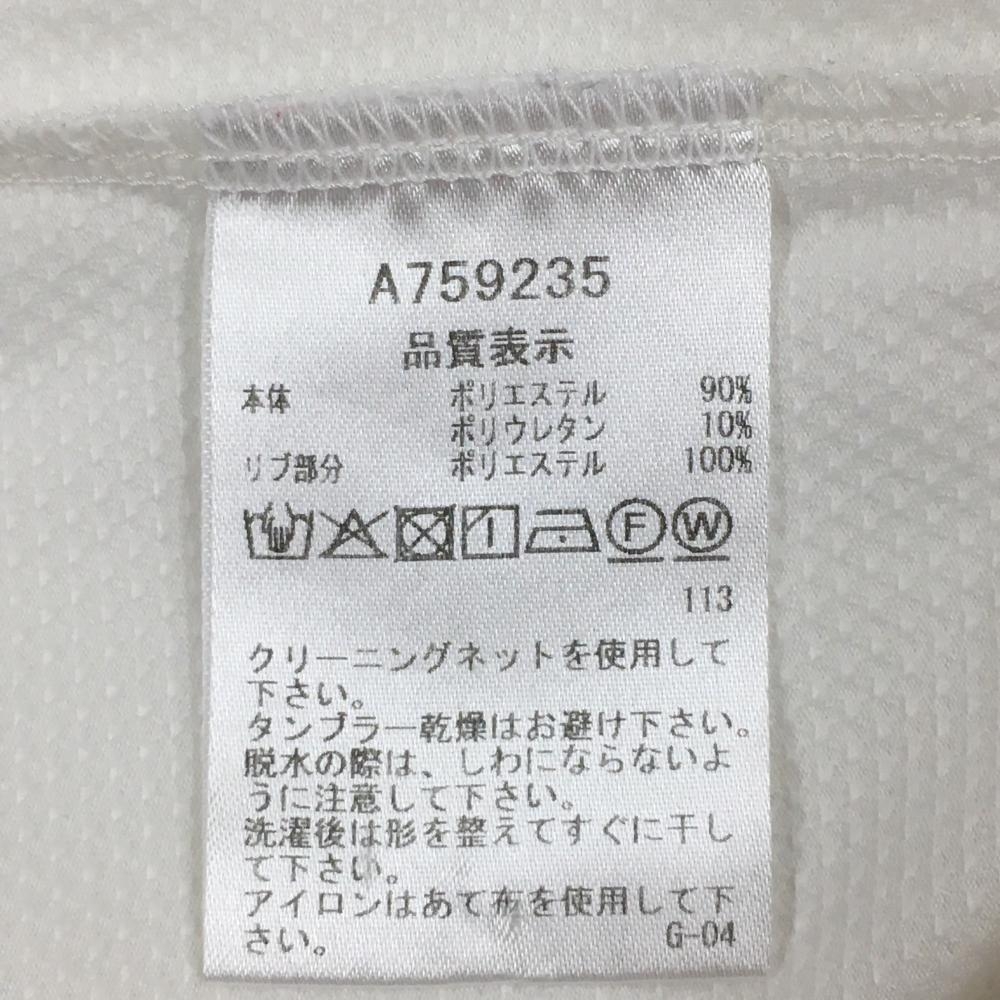 A759235
品質表示
本体 ポリエステル 90%
ポリウレタン 10%
リブ部分 ポリエステル 100%
F W
113
クリーニングネットを使用して
下さい。
タンブラー乾燥はお避け下さい。
脱水の際は、しわにならないよ
うに注意して下さい。
洗濯後は形を整えてすぐに干し
て下さい。
アイロンはあて布を使用して下
さい。 G-04